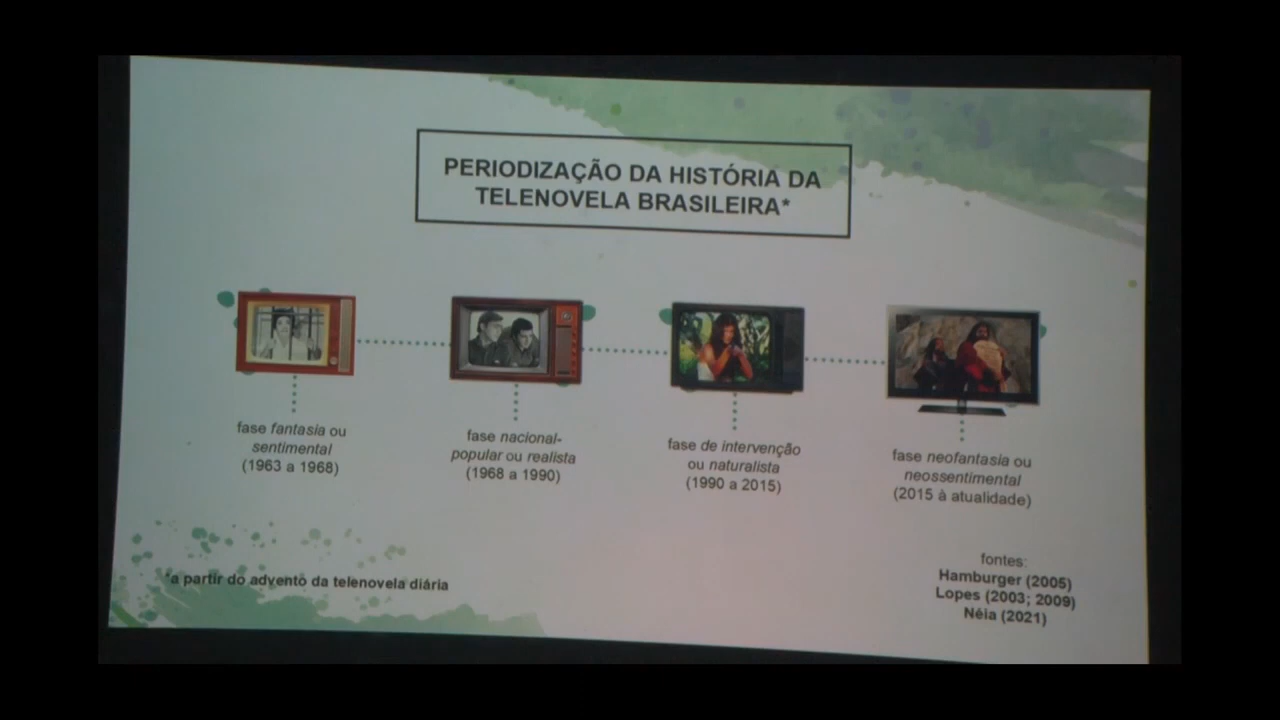 PERIODIZAÇÃO DA HISTÓRIA DA
TELENOVELA BRASILEIRA*
fase fantasia ou
sentimental
(1963 a 1968)
fase nacional-
popular ou realista
(1968 a 1990)
fase de intervenção
ou naturalista
(1990 a 2015)
fase neofantasia ou
neossentimental
(2015 à atualidade)
*a partir do advento da telenovela diária
fontes:
Hamburger (2005)
Lopes (2003; 2009)
Néia (2021)